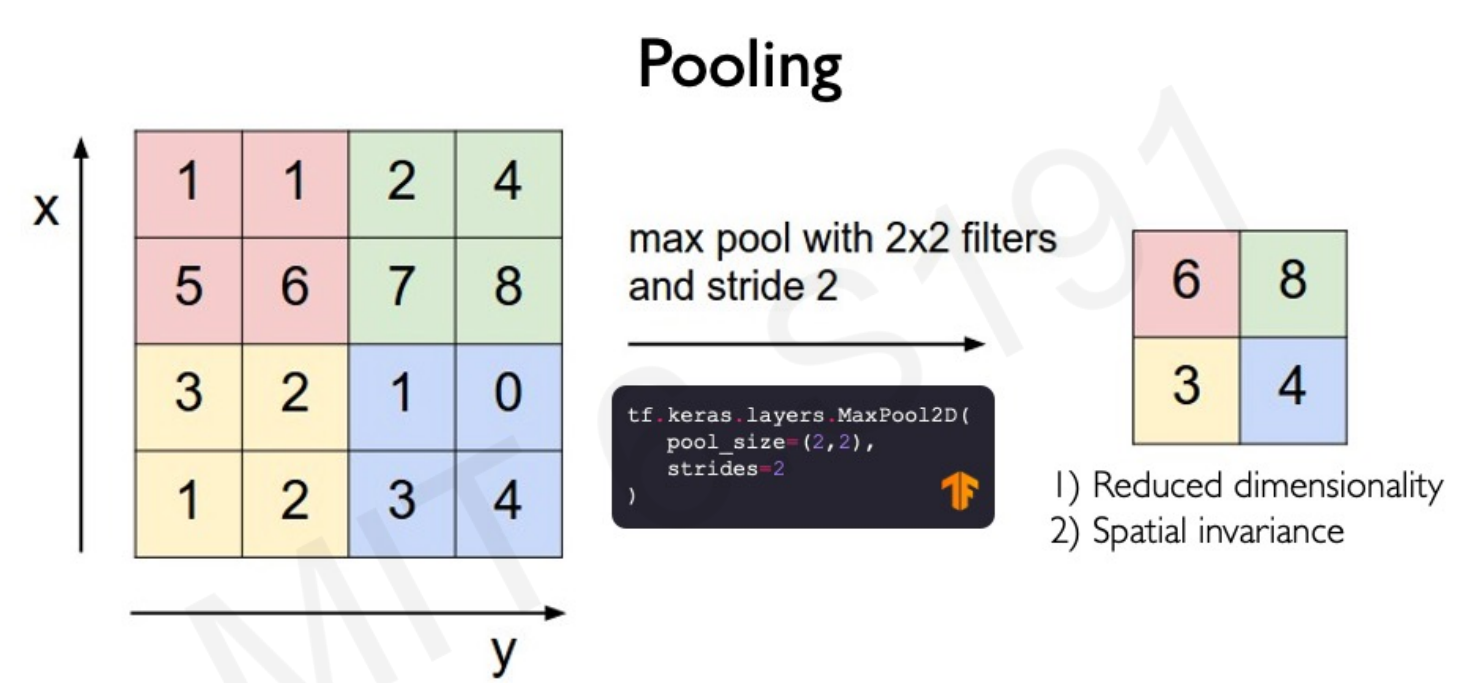 Pooling
x
1 1 2 4
5 6 7 8
3 2 1 0
1 2 3 4
y
max pool with 2x2 filters
and stride 2
tf.keras.layers.MaxPool2D(
pool_size=(2,2),
strides=2
)
6 8
3 4
1) Reduced dimensionality
2) Spatial invariance
MIT 6.S191